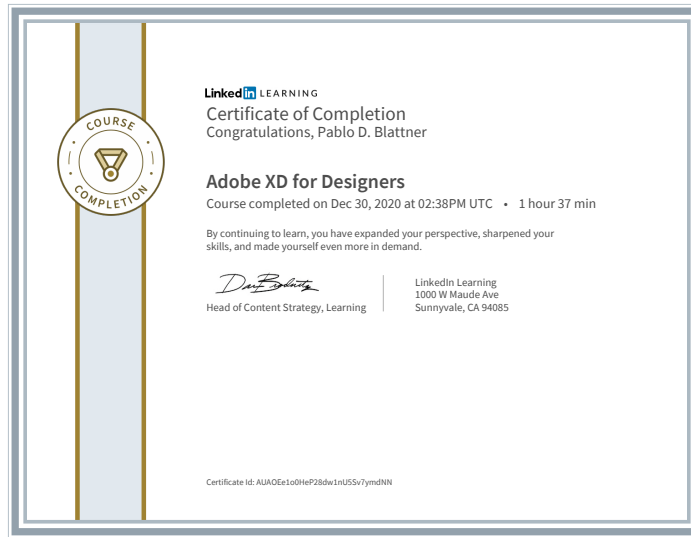 COURSE
COMPLETION
Linked in LEARNING
Certificate of Completion
Congratulations, Pablo D. Blattner
Adobe XD for Designers
Course completed on Dec 30, 2020 at 02:38PM UTC • 1 hour 37 min
By continuing to learn, you have expanded your perspective, sharpened your
skills, and made yourself even more in demand.
Head of Content Strategy, Learning
LinkedIn Learning
1000 W Maude Ave
Sunnyvale, CA 94085
Certificate Id: AUAOEe1o0HeP28dw1nU5Sv7ymdNN